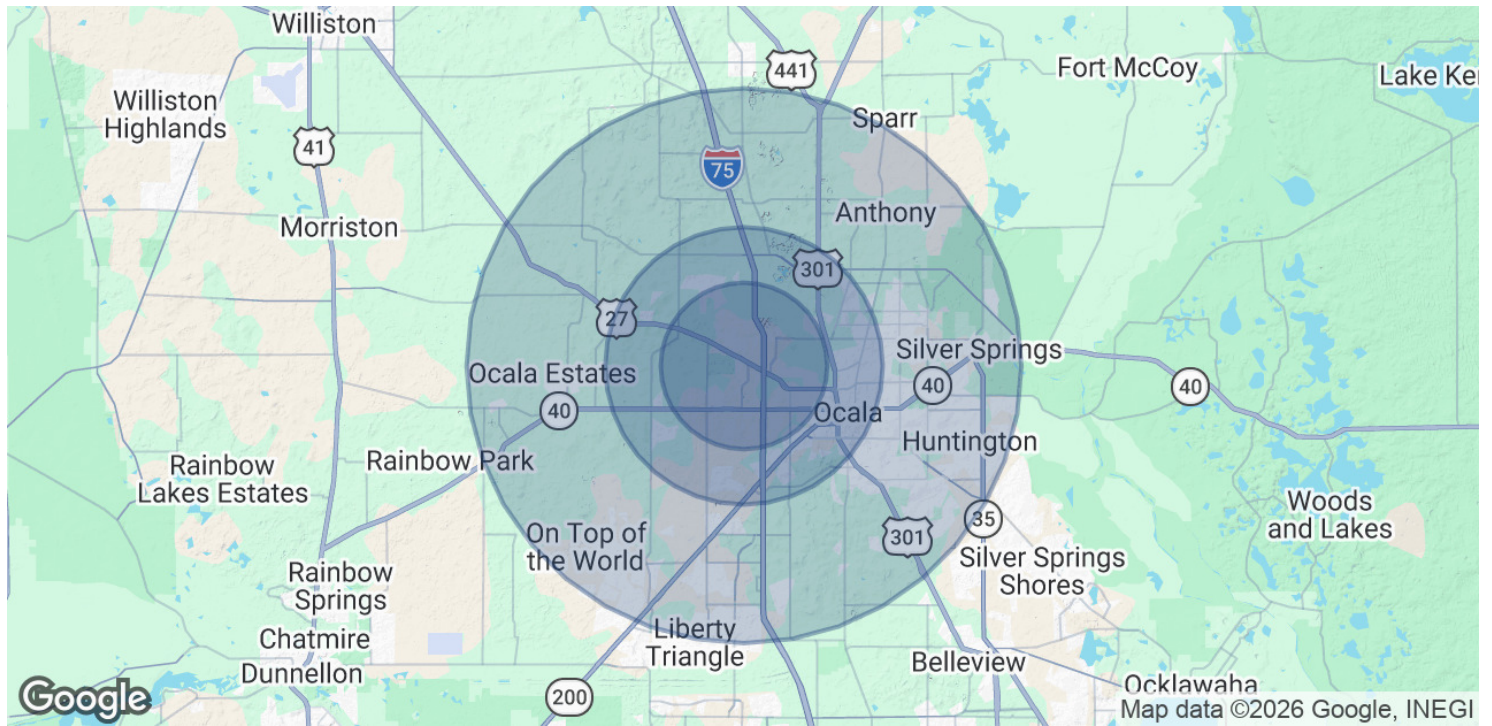 Williston
441
Fort McCoy
Lake Ke
Williston
Highlands
Sparr
41
75
Morriston
Anthony
301
27
Silver Springs
Ocala Estates
40
40
40
Ocala
Huntington
Rainbow Park
Rainbow
Lakes Estates
Woods
and Lakes
On Top of
the World
35
301
Silver Springs
Shores
Rainbow
Springs
Liberty
Triangle
Chatmire
Dunnellon
Belleview
Ocklawaha
200
Google
Map data ©2026 Google, INEGI